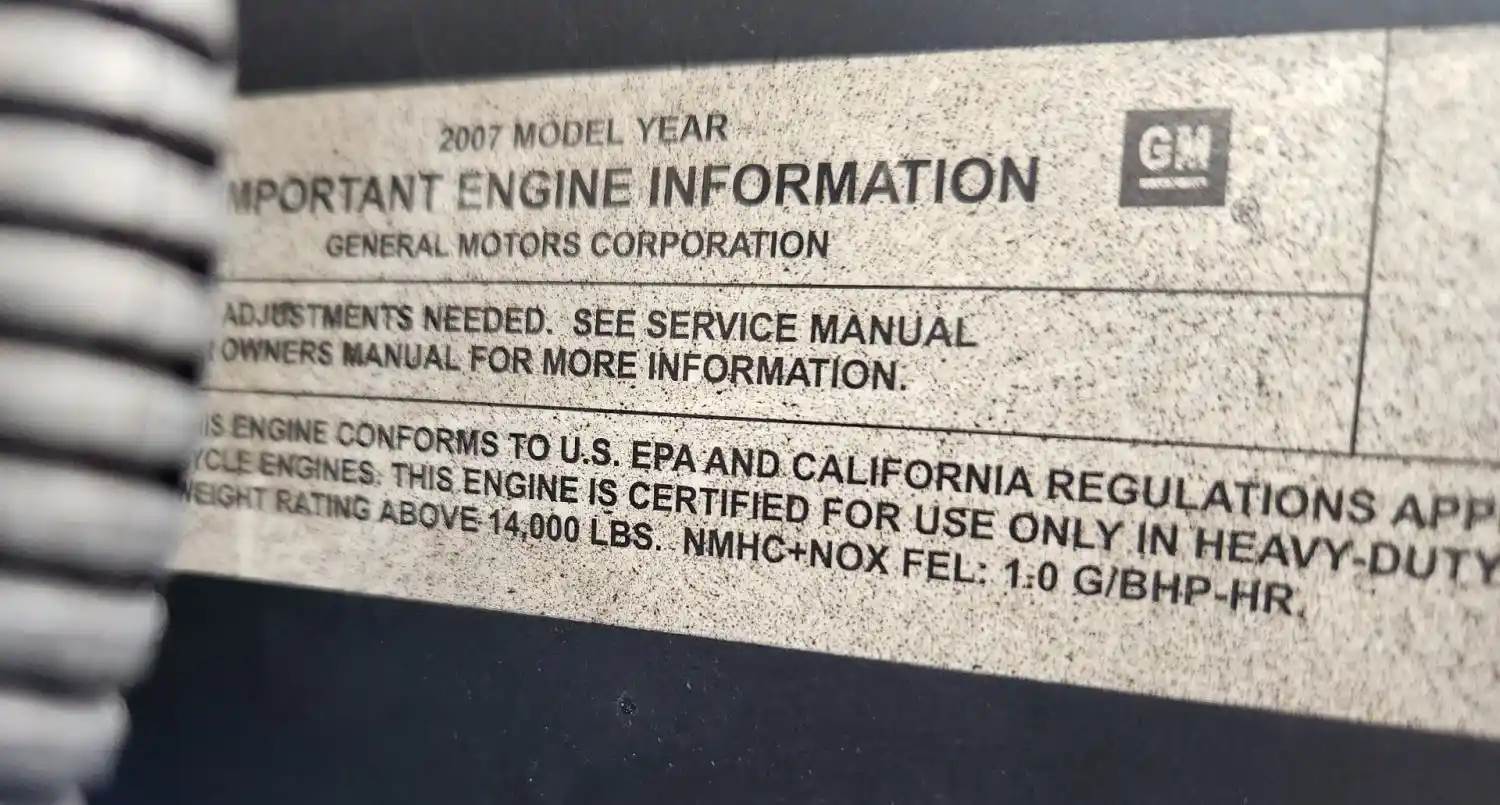 2007 MODEL YEAR
MPORTANT ENGINE INFORMATION
GM
®
GENERAL MOTORS CORPORATION
ADJUSTMENTS NEEDED. SEE SERVICE MANUAL
OWNERS MANUAL FOR MORE INFORMATION.
IS ENGINE CONFORMS TO U.S. EPA AND CALIFORNIA REGULATIONS APP
YCLE ENGINES. THIS ENGINE IS CERTIFIED FOR USE ONLY IN HEAVY-DUTY
WEIGHT RATING ABOVE 14,000 LBS. NMHC+NOX FEL: 1.0 G/BHP-HR.